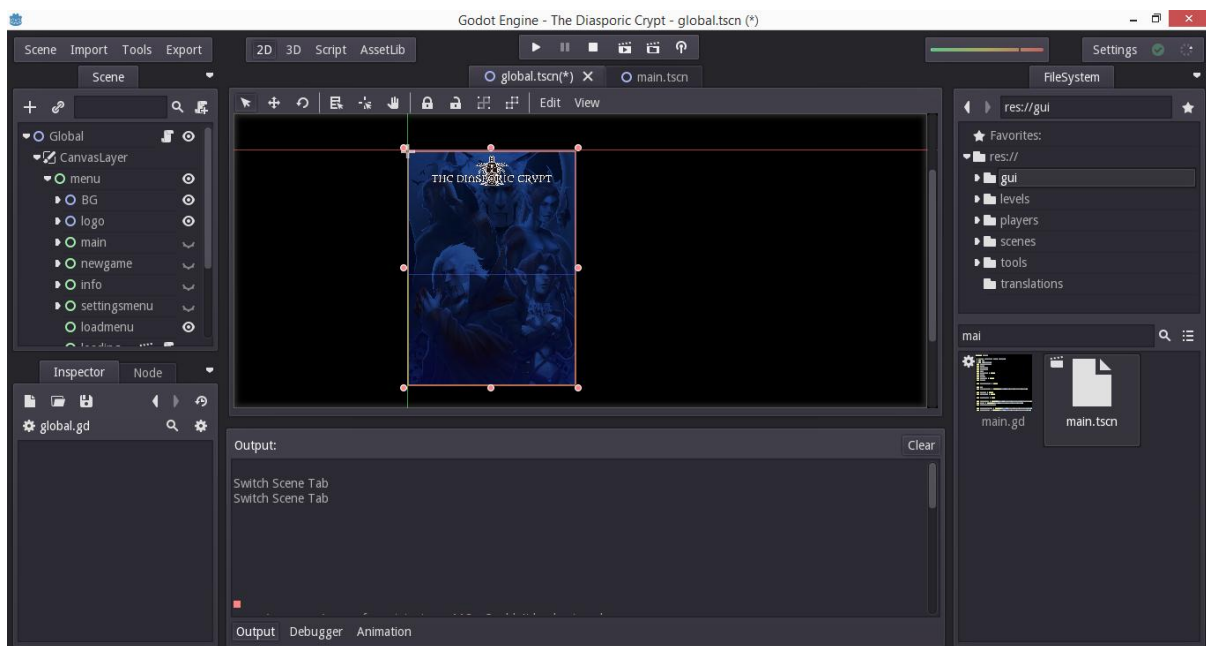 Godot Engine - The Diasporic Crypt - global.tscn (*)
Scene Import Tools Export
2D 3D Script AssetLib
Settings
Scene
global.tscn(*)
main.tscn
FileSystem
Edit View
res://gui
Global
CanvasLayer
menu
BG
logo
main
newgame
info
settingsmenu
loadmenu
THE DIASPORIC CRYPT
Favorites:
res://
gui
levels
players
scenes
tools
translations
mai
main.gd
main.tscn
Inspector Node
global.gd
Output:
Clear
Switch Scene Tab
Switch Scene Tab
Output Debugger Animation